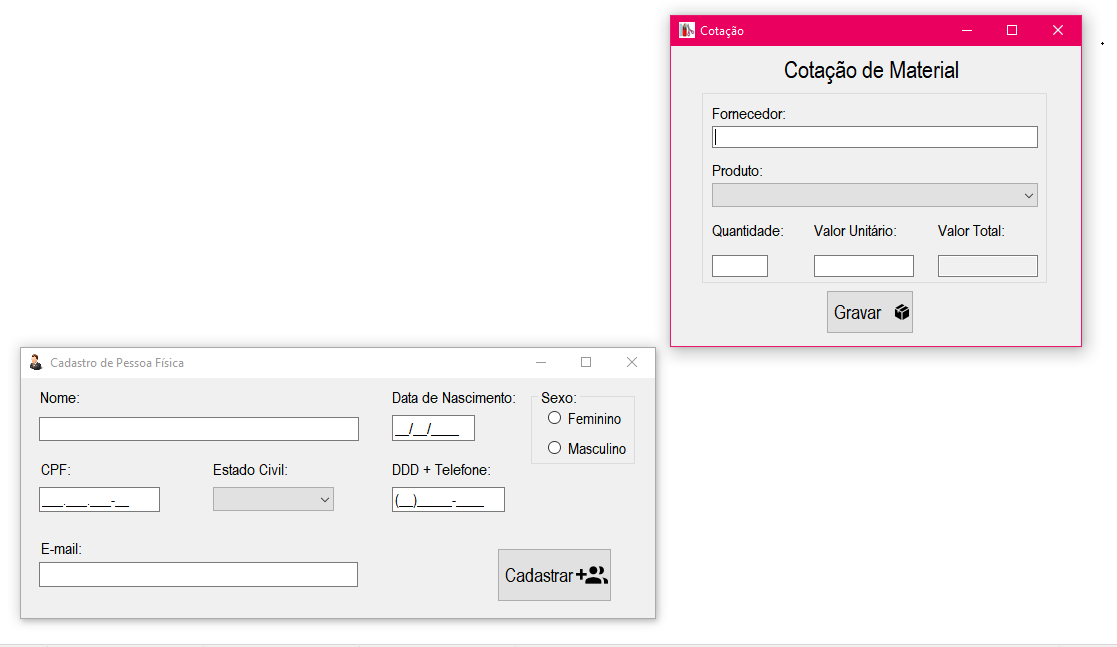 Cotação
Cotação de Material
Fornecedor:
Produto:
Quantidade: Valor Unitário: Valor Total:
Gravar
Cadastro de Pessoa Física
Nome: Data de Nascimento: Sexo:
__/__/____ Feminino
Masculino
CPF: Estado Civil: DDD + Telefone:
___.___.___-__ (__)_____-____
E-mail:
Cadastrar